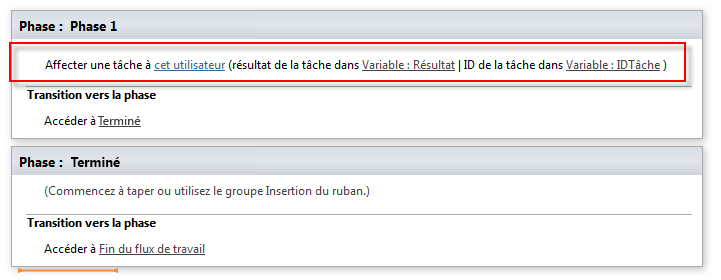 Phase : Phase 1
Affecter une tâche à cet utilisateur (résultat de la tâche dans Variable : Résultat | ID de la tâche dans Variable : IDTâche )
Transition vers la phase
Accéder à Terminé
Phase : Terminé
(Commencez à taper ou utilisez le groupe Insertion du ruban.)
Transition vers la phase
Accéder à Fin du flux de travail